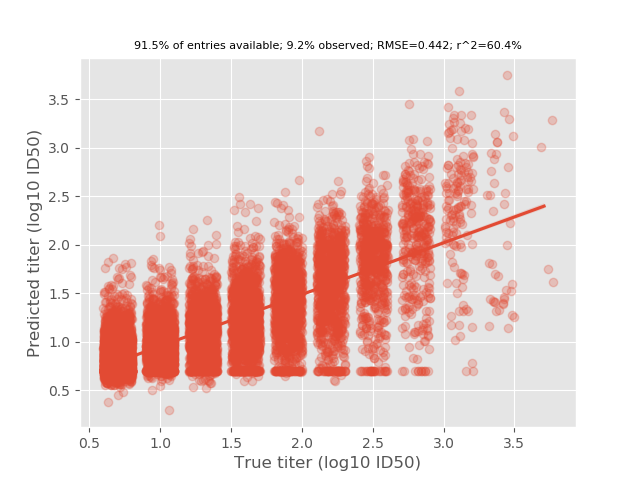 91.5% of entries available; 9.2% observed; RMSE=0.442; r^2=60.4%
Predicted titer (log10 ID50)
3.5
3.0
2.5
2.0
1.5
1.0
0.5
0.5 1.0 1.5 2.0 2.5 3.0 3.5
True titer (log10 ID50)